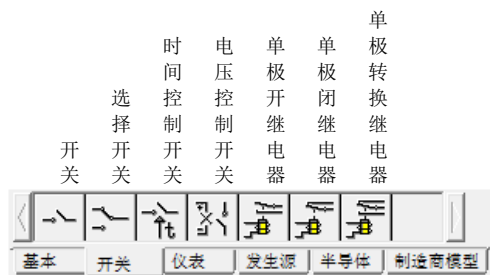 开关
选择开关
时间控制开关
电压控制开关
单极开继电器
单极闭继电器
单极转换继电器
t
基本
开关
仪表
发生源
半导体
制造商模型